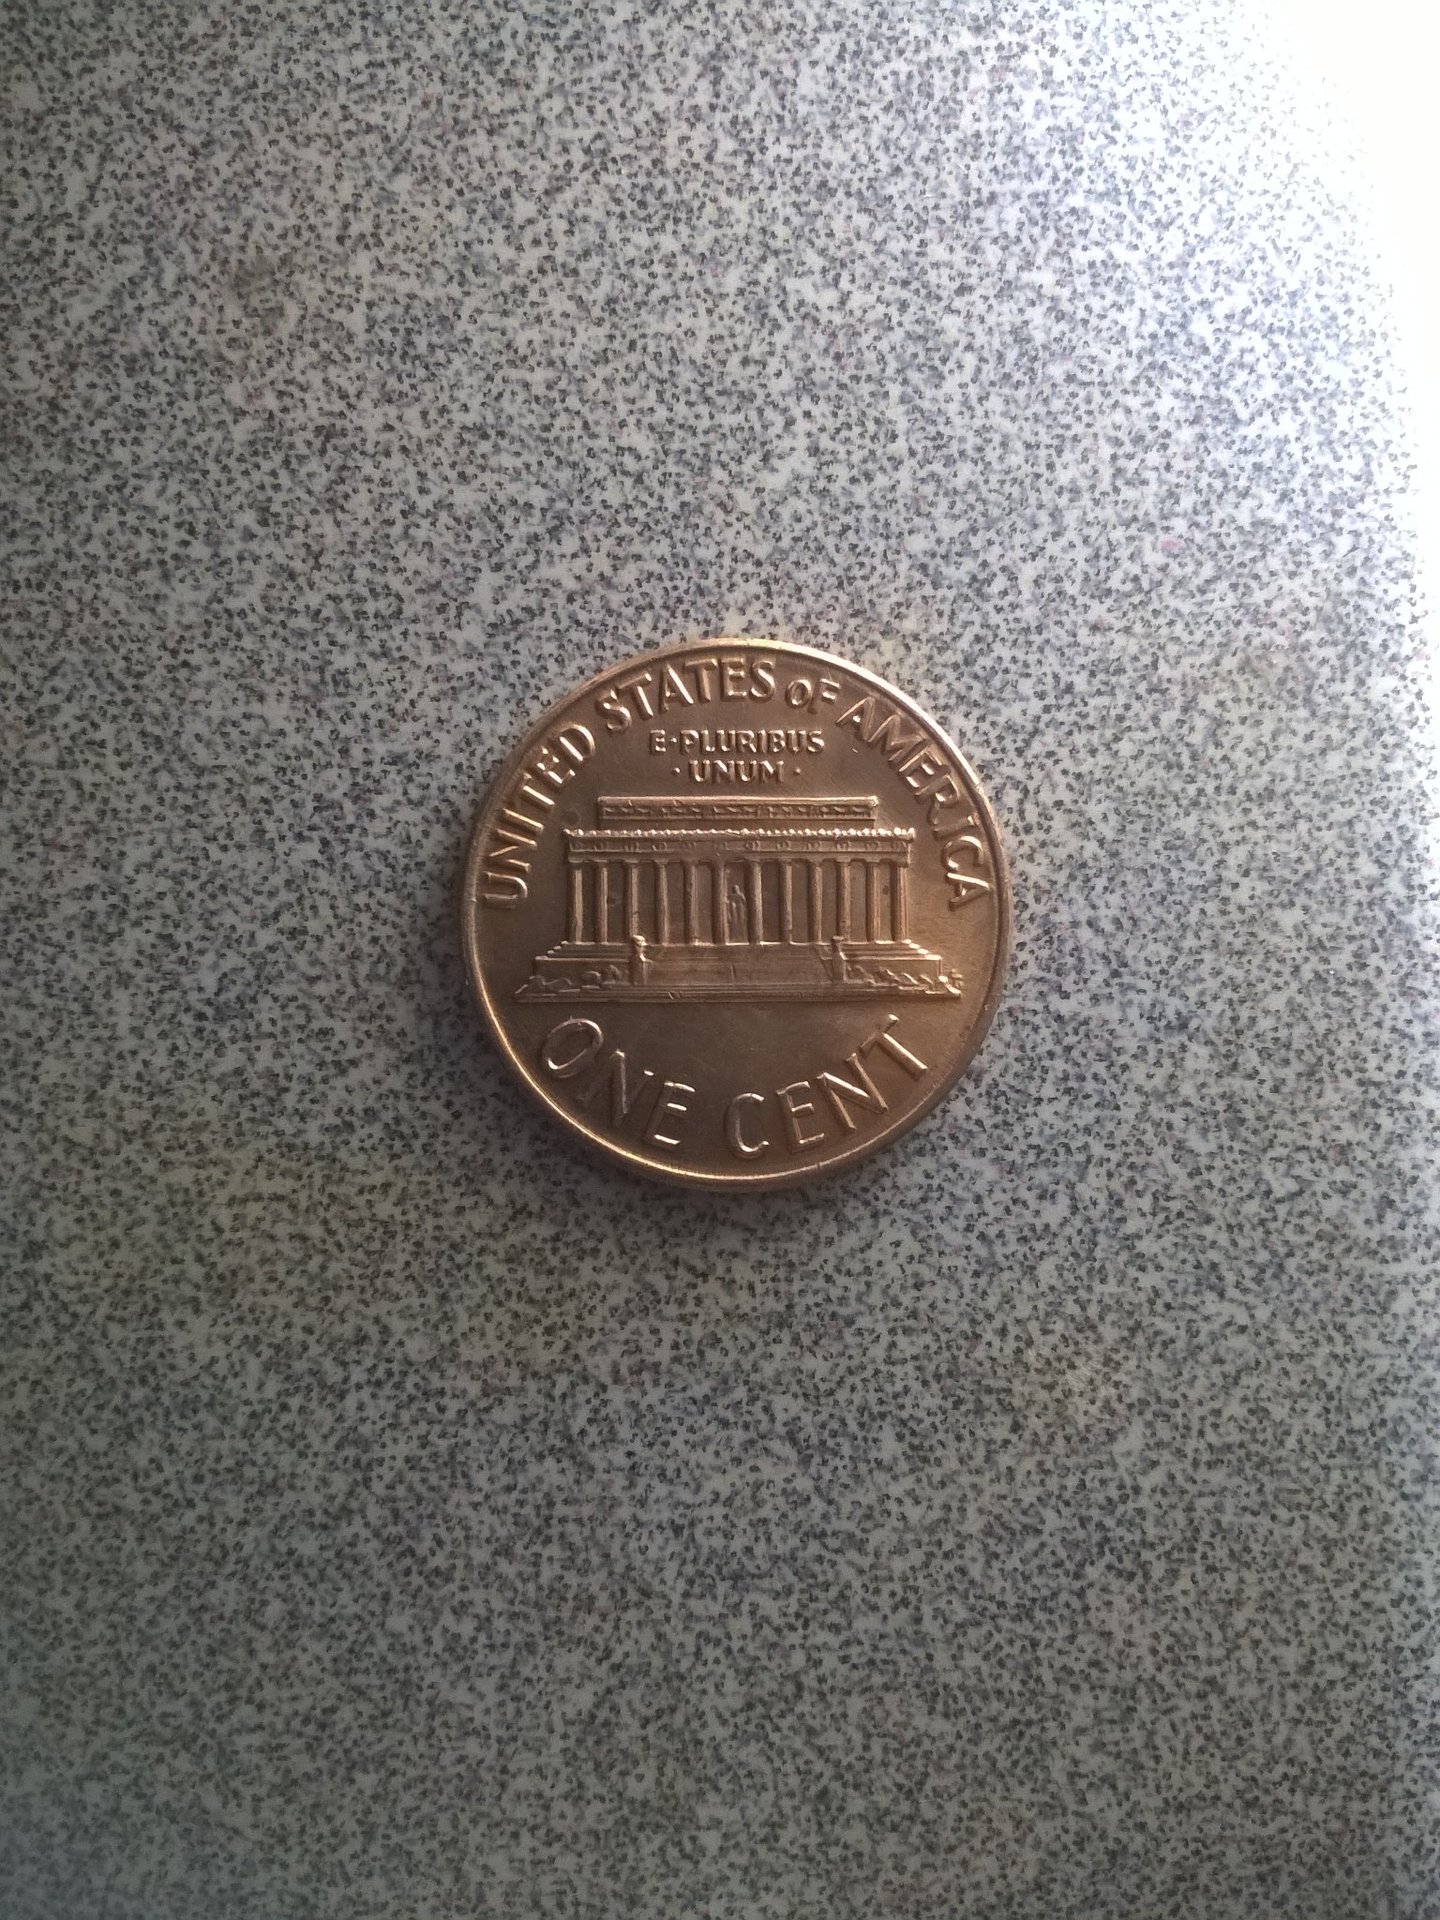 UNITED STATES OF AMERICA
E·PLURIBUS
·UNUM·
ONE CENT